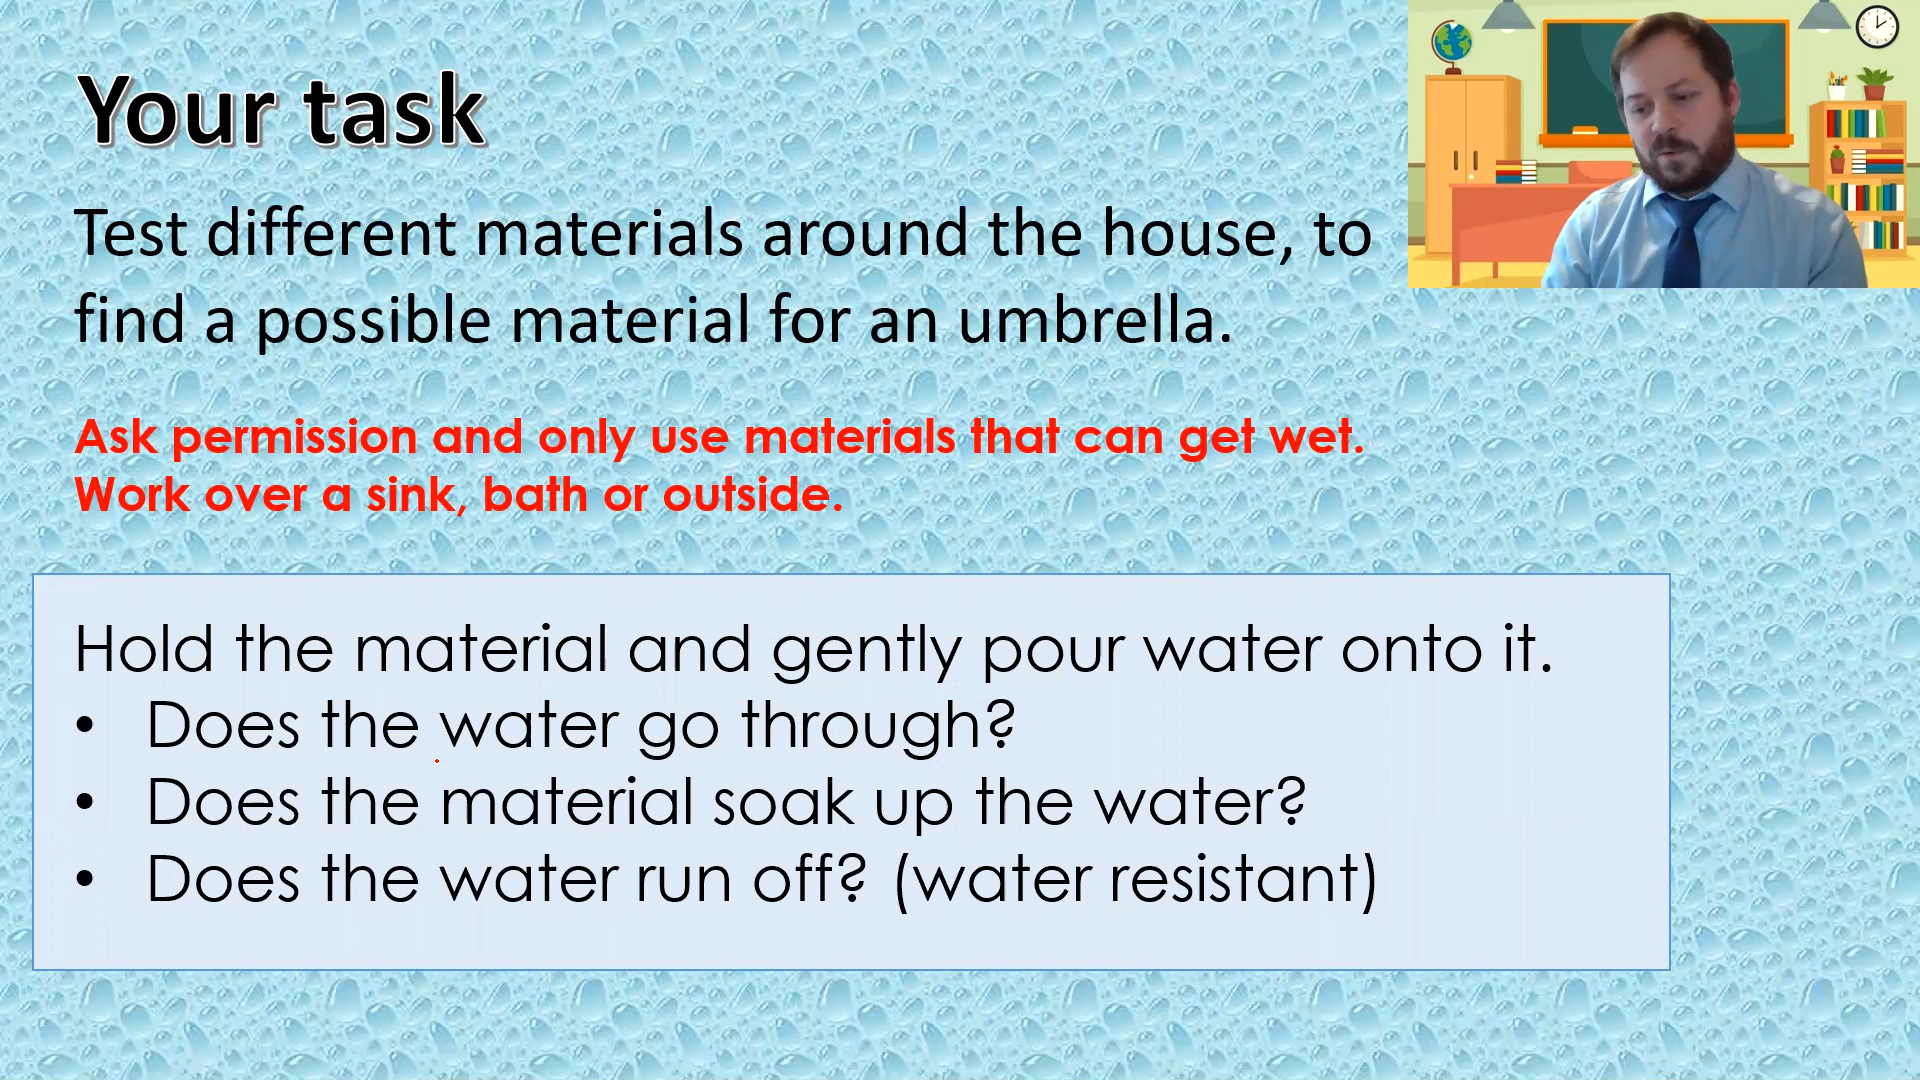 Your task
Test different materials around the house, to
find a possible material for an umbrella.
Ask permission and only use materials that can get wet.
Work over a sink, bath or outside.
Hold the material and gently pour water onto it.
• Does the water go through?
• Does the material soak up the water?
• Does the water run off? (water resistant)